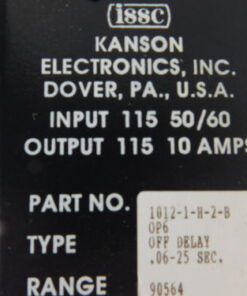 issc
KANSON
ELECTRONICS, INC.
DOVER, PA., U.S.A.
INPUT 115 50/60
OUTPUT 115 10 AMPS
PART NO. 1012-1-H-2-B
OP6
TYPE OFF DELAY
.06-25 SEC.
RANGE 90564